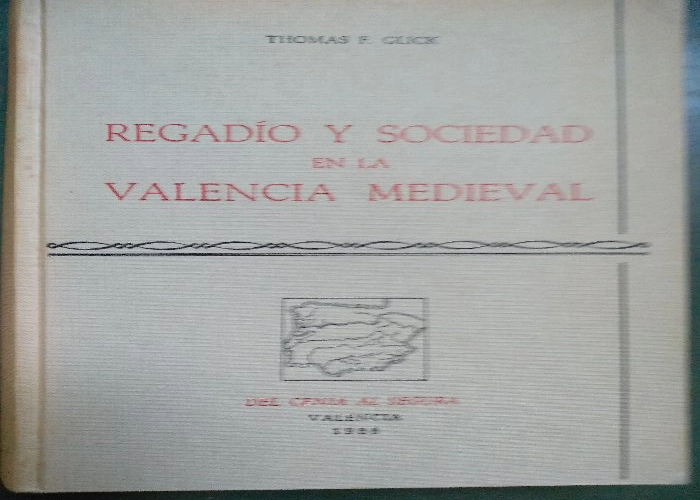 THOMAS F. GLICK
REGADÍO Y SOCIEDAD
EN LA
VALENCIA MEDIEVAL
DEL CENIA AL SEGURA
VALENCIA